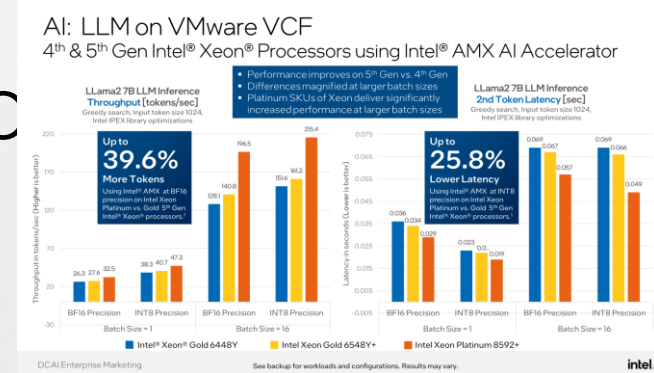 AI: LLM on VMware VCF
4th & 5th Gen Intel® Xeon® Processors using Intel® AMX AI Accelerator
• Performance improves on 5th Gen vs. 4th Gen
• Differences magnified at larger batch sizes
• Platinum SKUs of Xeon deliver significantly
increased performance at larger batch sizes
LLama2 7B LLM Inference
Throughput [tokens/sec]
Greedy search, Input token size 1024,
Intel IPEX library optimizations
Throughput in tokens/sec (Higher is better)
220
170
120
70
20
-30
Up to
39.6%
More Tokens
Using Intel® AMX at BF16
precision on Intel Xeon
Platinum vs. Gold 5th Gen
Intel® Xeon® processors.¹
26.3 27.6 32.5
38.3 40.7 47.3
128.1 140.8 196.5
151.6 161.2 215.4
BF16 Precision INT8 Precision BF16 Precision INT8 Precision
Batch Size = 1 Batch Size = 16
LLama2 7B LLM Inference
2nd Token Latency [sec]
Greedy search, Input token size 1024,
Intel IPEX library optimizations
Latency in seconds (Lower is better)
0.075
0.065
0.055
0.045
0.035
0.025
0.015
0.005
-0.005
Up to
25.8%
Lower Latency
Using Intel® AMX at INT8
precision on Intel Xeon
Platinum vs. Gold 5th Gen
Intel® Xeon® processors.¹
0.036 0.034 0.029
0.023 0.0... 0.019
0.069 0.067 0.057
0.069 0.066 0.049
BF16 Precision INT8 Precision BF16 Precision INT8 Precision
Batch Size = 1 Batch Size = 16
Intel® Xeon® Gold 6448Y Intel Xeon Gold 6548Y+ Intel Xeon Platinum 8592+
DCAI Enterprise Marketing
See backup for workloads and configurations. Results may vary.
intel.